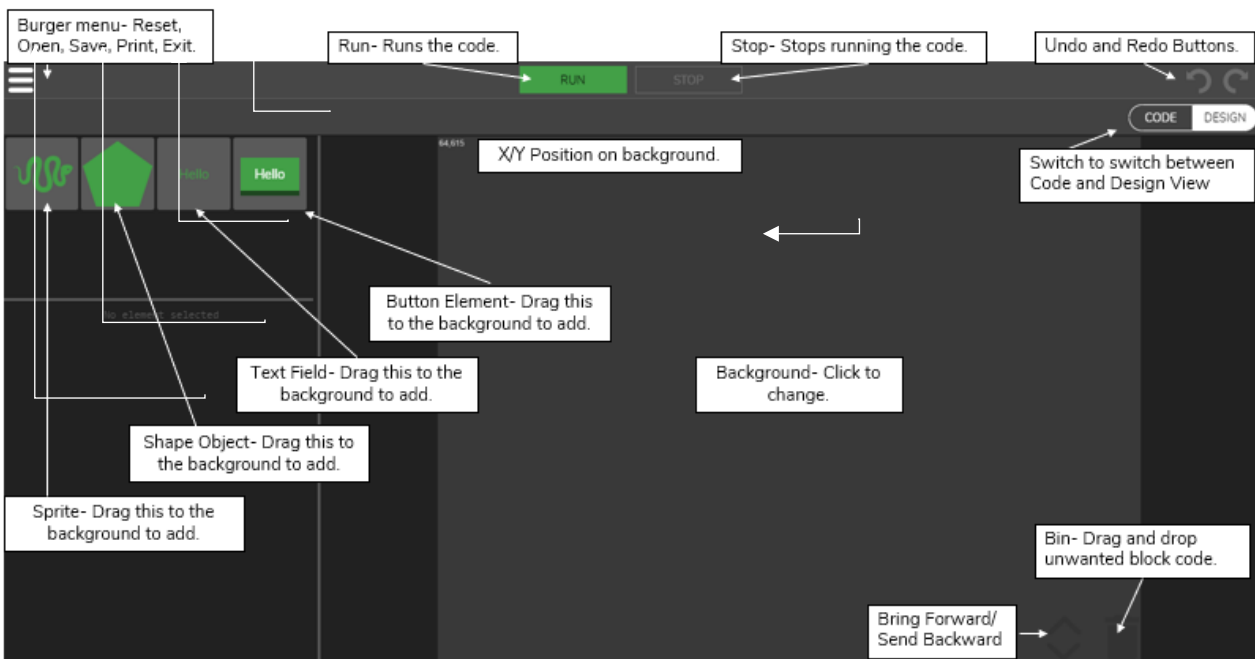 Burger menu- Reset,
Open, Save, Print, Exit.
Run- Runs the code.
Stop- Stops running the code.
Undo and Redo Buttons.
RUN
STOP
CODE
DESIGN
64,615
X/Y Position on background.
Switch to switch between
Code and Design View
Hello
Hello
Button Element- Drag this
to the background to add.
No element selected
Text Field- Drag this to the
background to add.
Background- Click to
change.
Shape Object- Drag this to
the background to add.
Sprite- Drag this to the
background to add.
Bin- Drag and drop
unwanted block code.
Bring Forward/
Send Backward